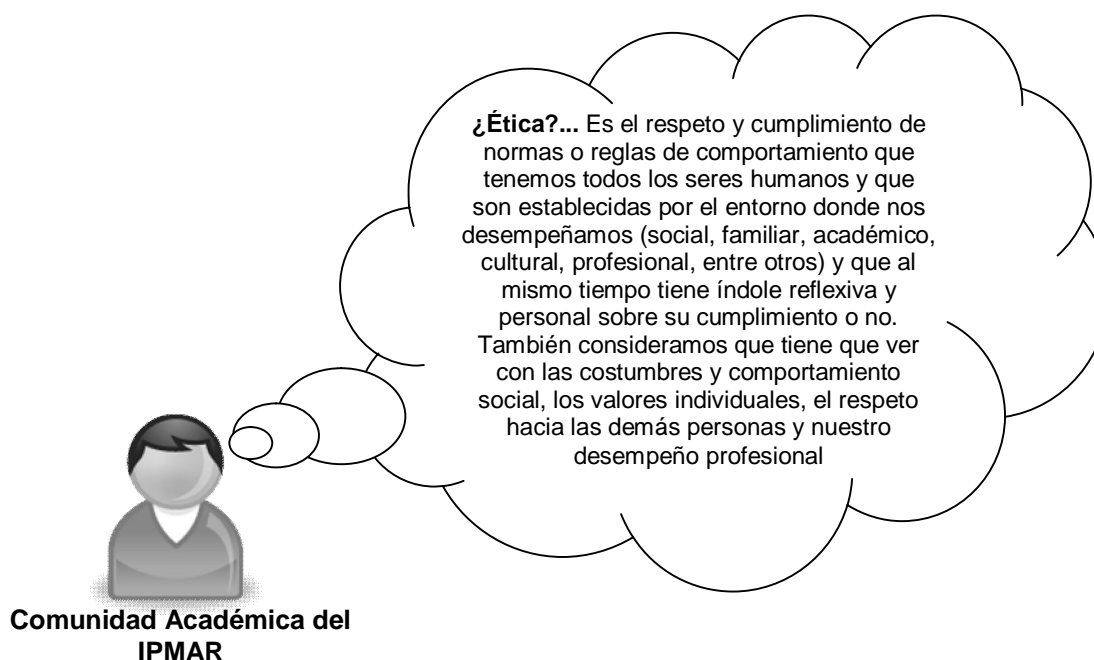 ¿Ética?... Es el respeto y cumplimiento de
normas o reglas de comportamiento que
tenemos todos los seres humanos y que
son establecidas por el entorno donde nos
desempeñamos (social, familiar, académico,
cultural, profesional, entre otros) y que al
mismo tiempo tiene índole reflexiva y
personal sobre su cumplimiento o no.
También consideramos que tiene que ver
con las costumbres y comportamiento
social, los valores individuales, el respeto
hacia las demás personas y nuestro
desempeño profesional
Comunidad Académica del
IPMAR